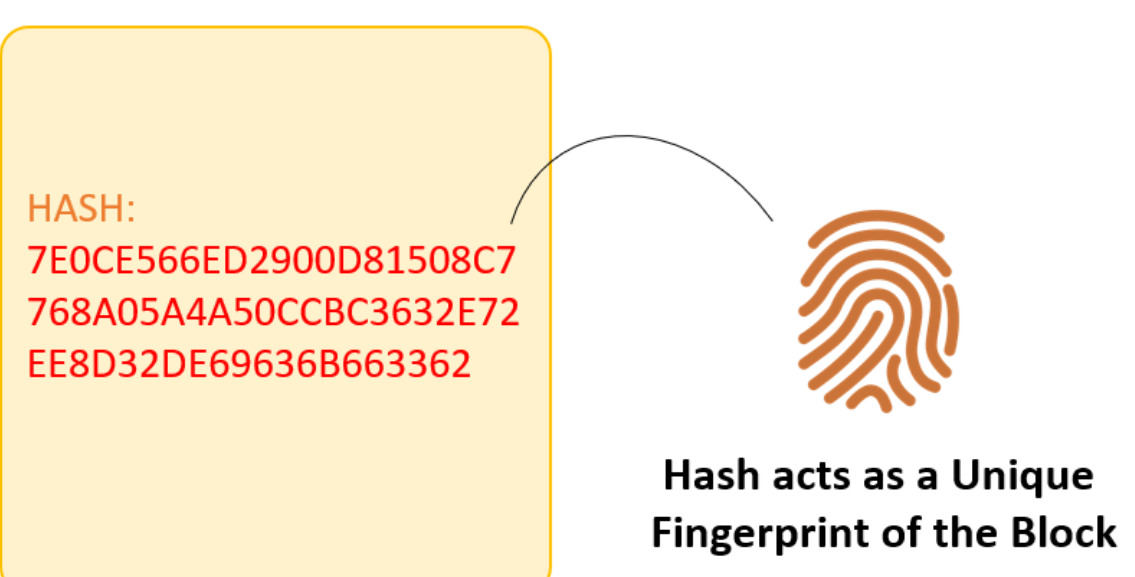 HASH:
7E0CE566ED2900D81508C7
768A05A4A50CCBC3632E72
EE8D32DE69636B663362
Hash acts as a Unique
Fingerprint of the Block